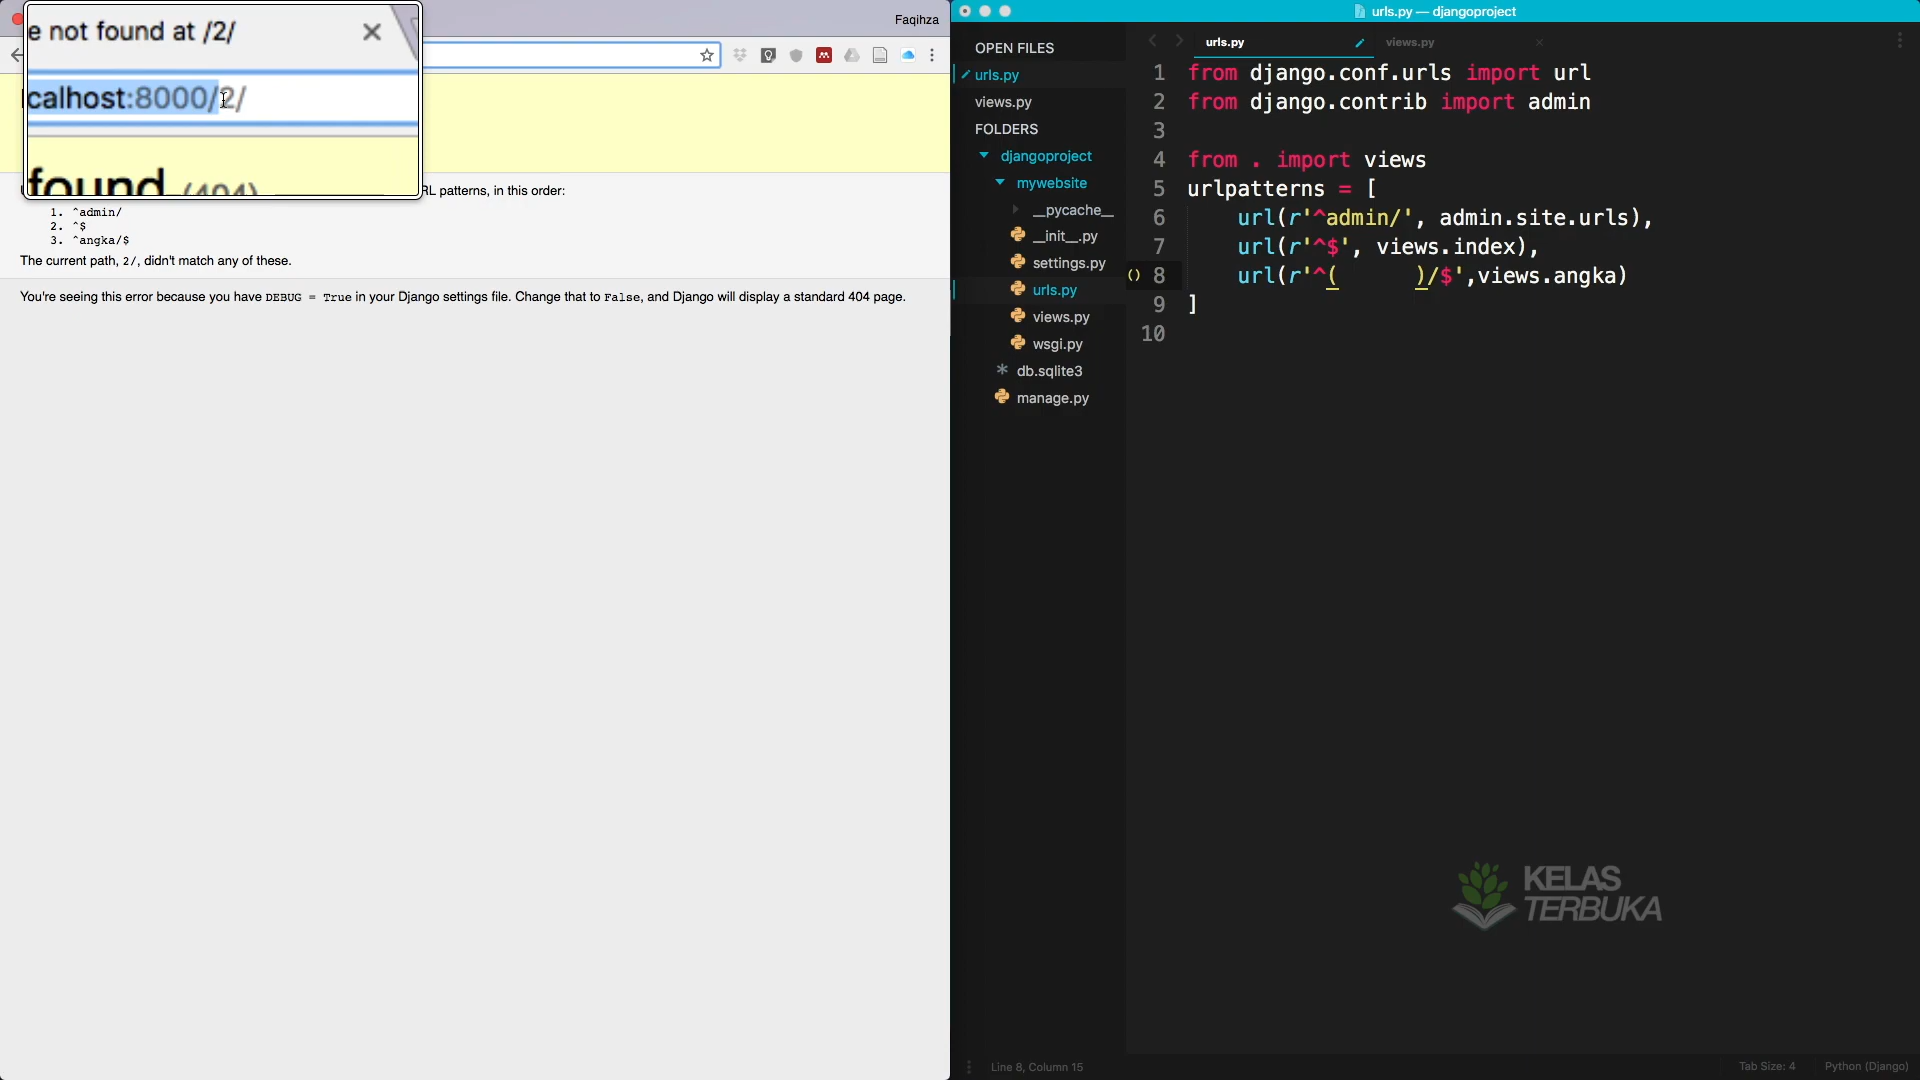 e not found at /2/
Faqihza
calhost:8000/2/
found (404)
RL patterns, in this order:
1. ^admin/
2. ^$
3. ^angka/$
The current path, 2/, didn't match any of these.
You're seeing this error because you have DEBUG = True in your Django settings file. Change that to False, and Django will display a standard 404 page.
urls.py — djangoproject
OPEN FILES
urls.py
views.py
FOLDERS
djangoproject
mywebsite
__pycache__
__init__.py
settings.py
urls.py
views.py
wsgi.py
db.sqlite3
manage.py
urls.py
views.py
1 from django.conf.urls import url
2 from django.contrib import admin
3
4 from . import views
5 urlpatterns = [
6     url(r'^admin/', admin.site.urls),
7     url(r'^$', views.index),
() 8     url(r'^(      )/$',views.angka)
9 ]
10
KELAS
TERBUKA
Line 8, Column 15
Tab Size: 4
Python (Django)